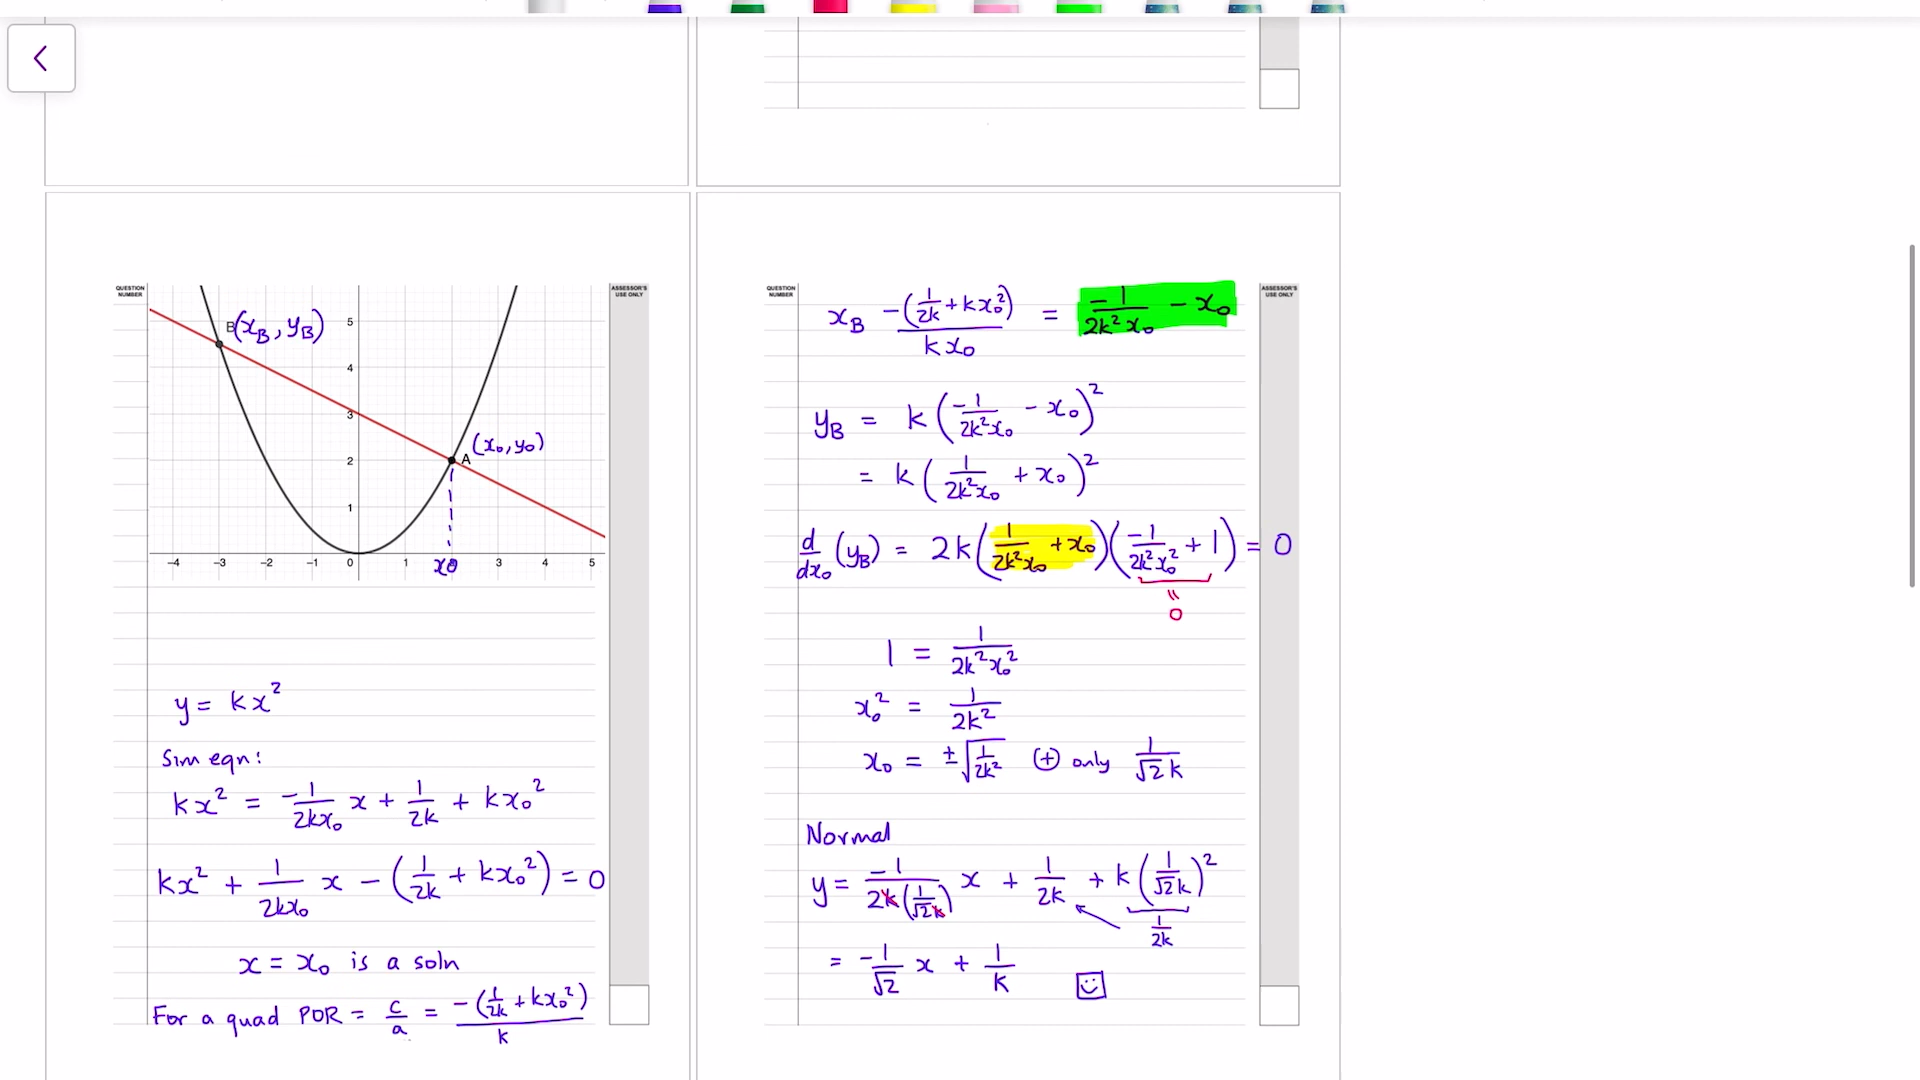 QUESTION NUMBER
ASSESSOR'S USE ONLY
B(x_B, y_B)
5
4
3
(x₀, y₀)
2
A
1
-4 -3 -2 -1 0 1 x₀ 3 4 5
y = kx²
Sim eqn:
kx² = -1/(2kx₀) x + 1/(2k) + kx₀²
kx² + 1/(2kx₀) x - (1/(2k) + kx₀²) = 0
x = x₀ is a soln
For a quad POR = c/a = -(1/(2k) + kx₀²)/k
QUESTION NUMBER
ASSESSOR'S USE ONLY
x_B -(1/(2k) + kx₀²)/(kx₀) = -1/(2k²x₀) - x₀
y_B = k(-1/(2k²x₀) - x₀)²
= k(1/(2k²x₀) + x₀)²
d/dx₀ (y_B) = 2k(1/(2k²x₀) + x₀)(-1/(2k²x₀²) + 1) = 0
"
0
1 = 1/(2k²x₀²)
x₀² = 1/(2k²)
x₀ = ±√(1/(2k²)) ⊕ only 1/(√2 k)
Normal
y = -1/(2k(1/(√2k))) x + 1/(2k) + k(1/(√2k))²
1/(2k)
= -1/√2 x + 1/k